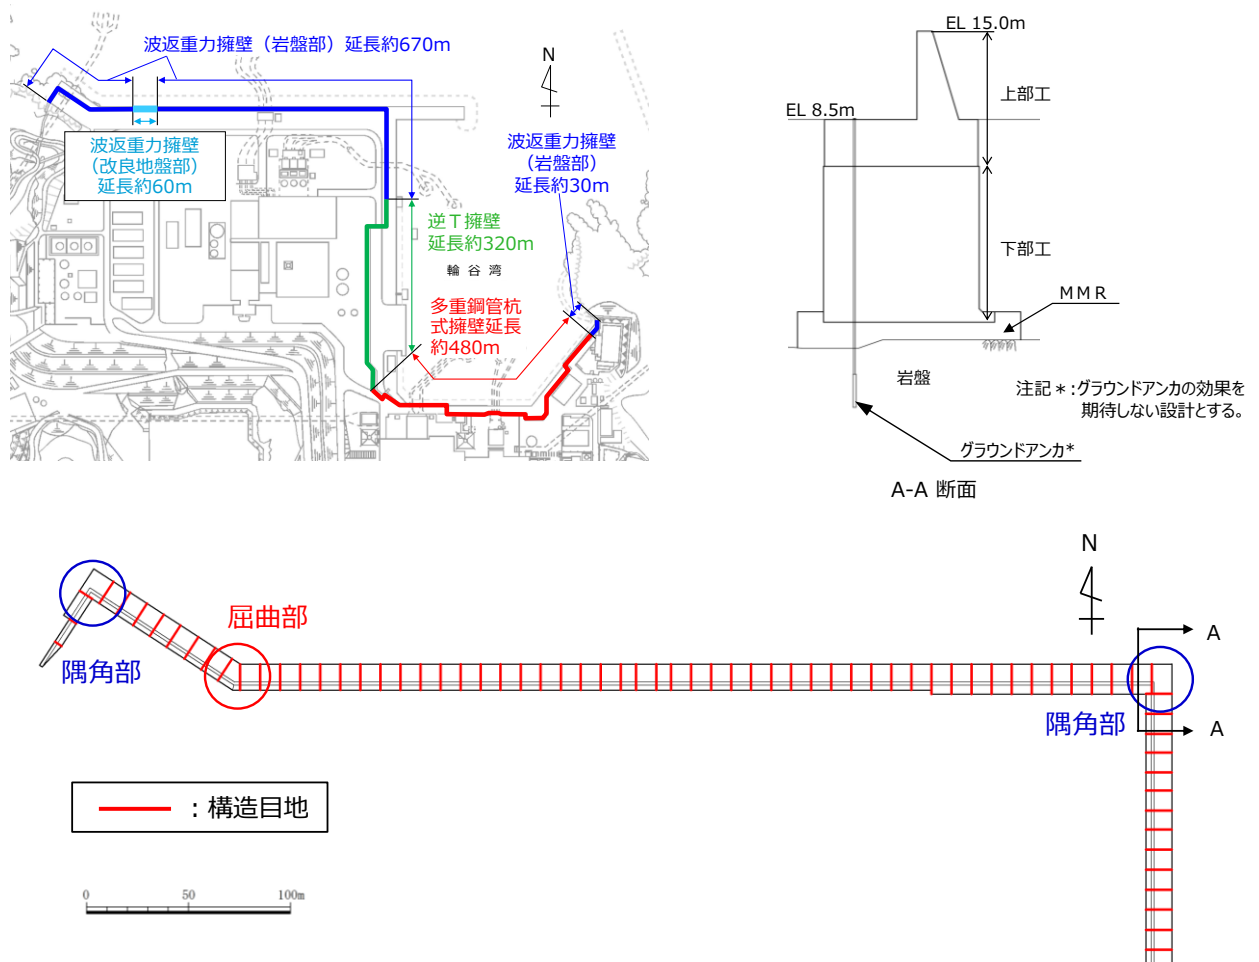 波返重力擁壁（岩盤部）延長約670m
N
波返重力擁壁
（改良地盤部）
延長約60m
波返重力擁壁
（岩盤部）
延長約30m
逆Ｔ擁壁
延長約320m
輪谷湾
多重鋼管杭
式擁壁延長
約480m
EL 15.0m
上部工
EL 8.5m
下部工
ＭＭＲ
岩盤
注記＊：グラウンドアンカの効果を
期待しない設計とする。
グラウンドアンカ*
A-A 断面
N
屈曲部
隅角部
A
隅角部
A
：構造目地
0 50 100m